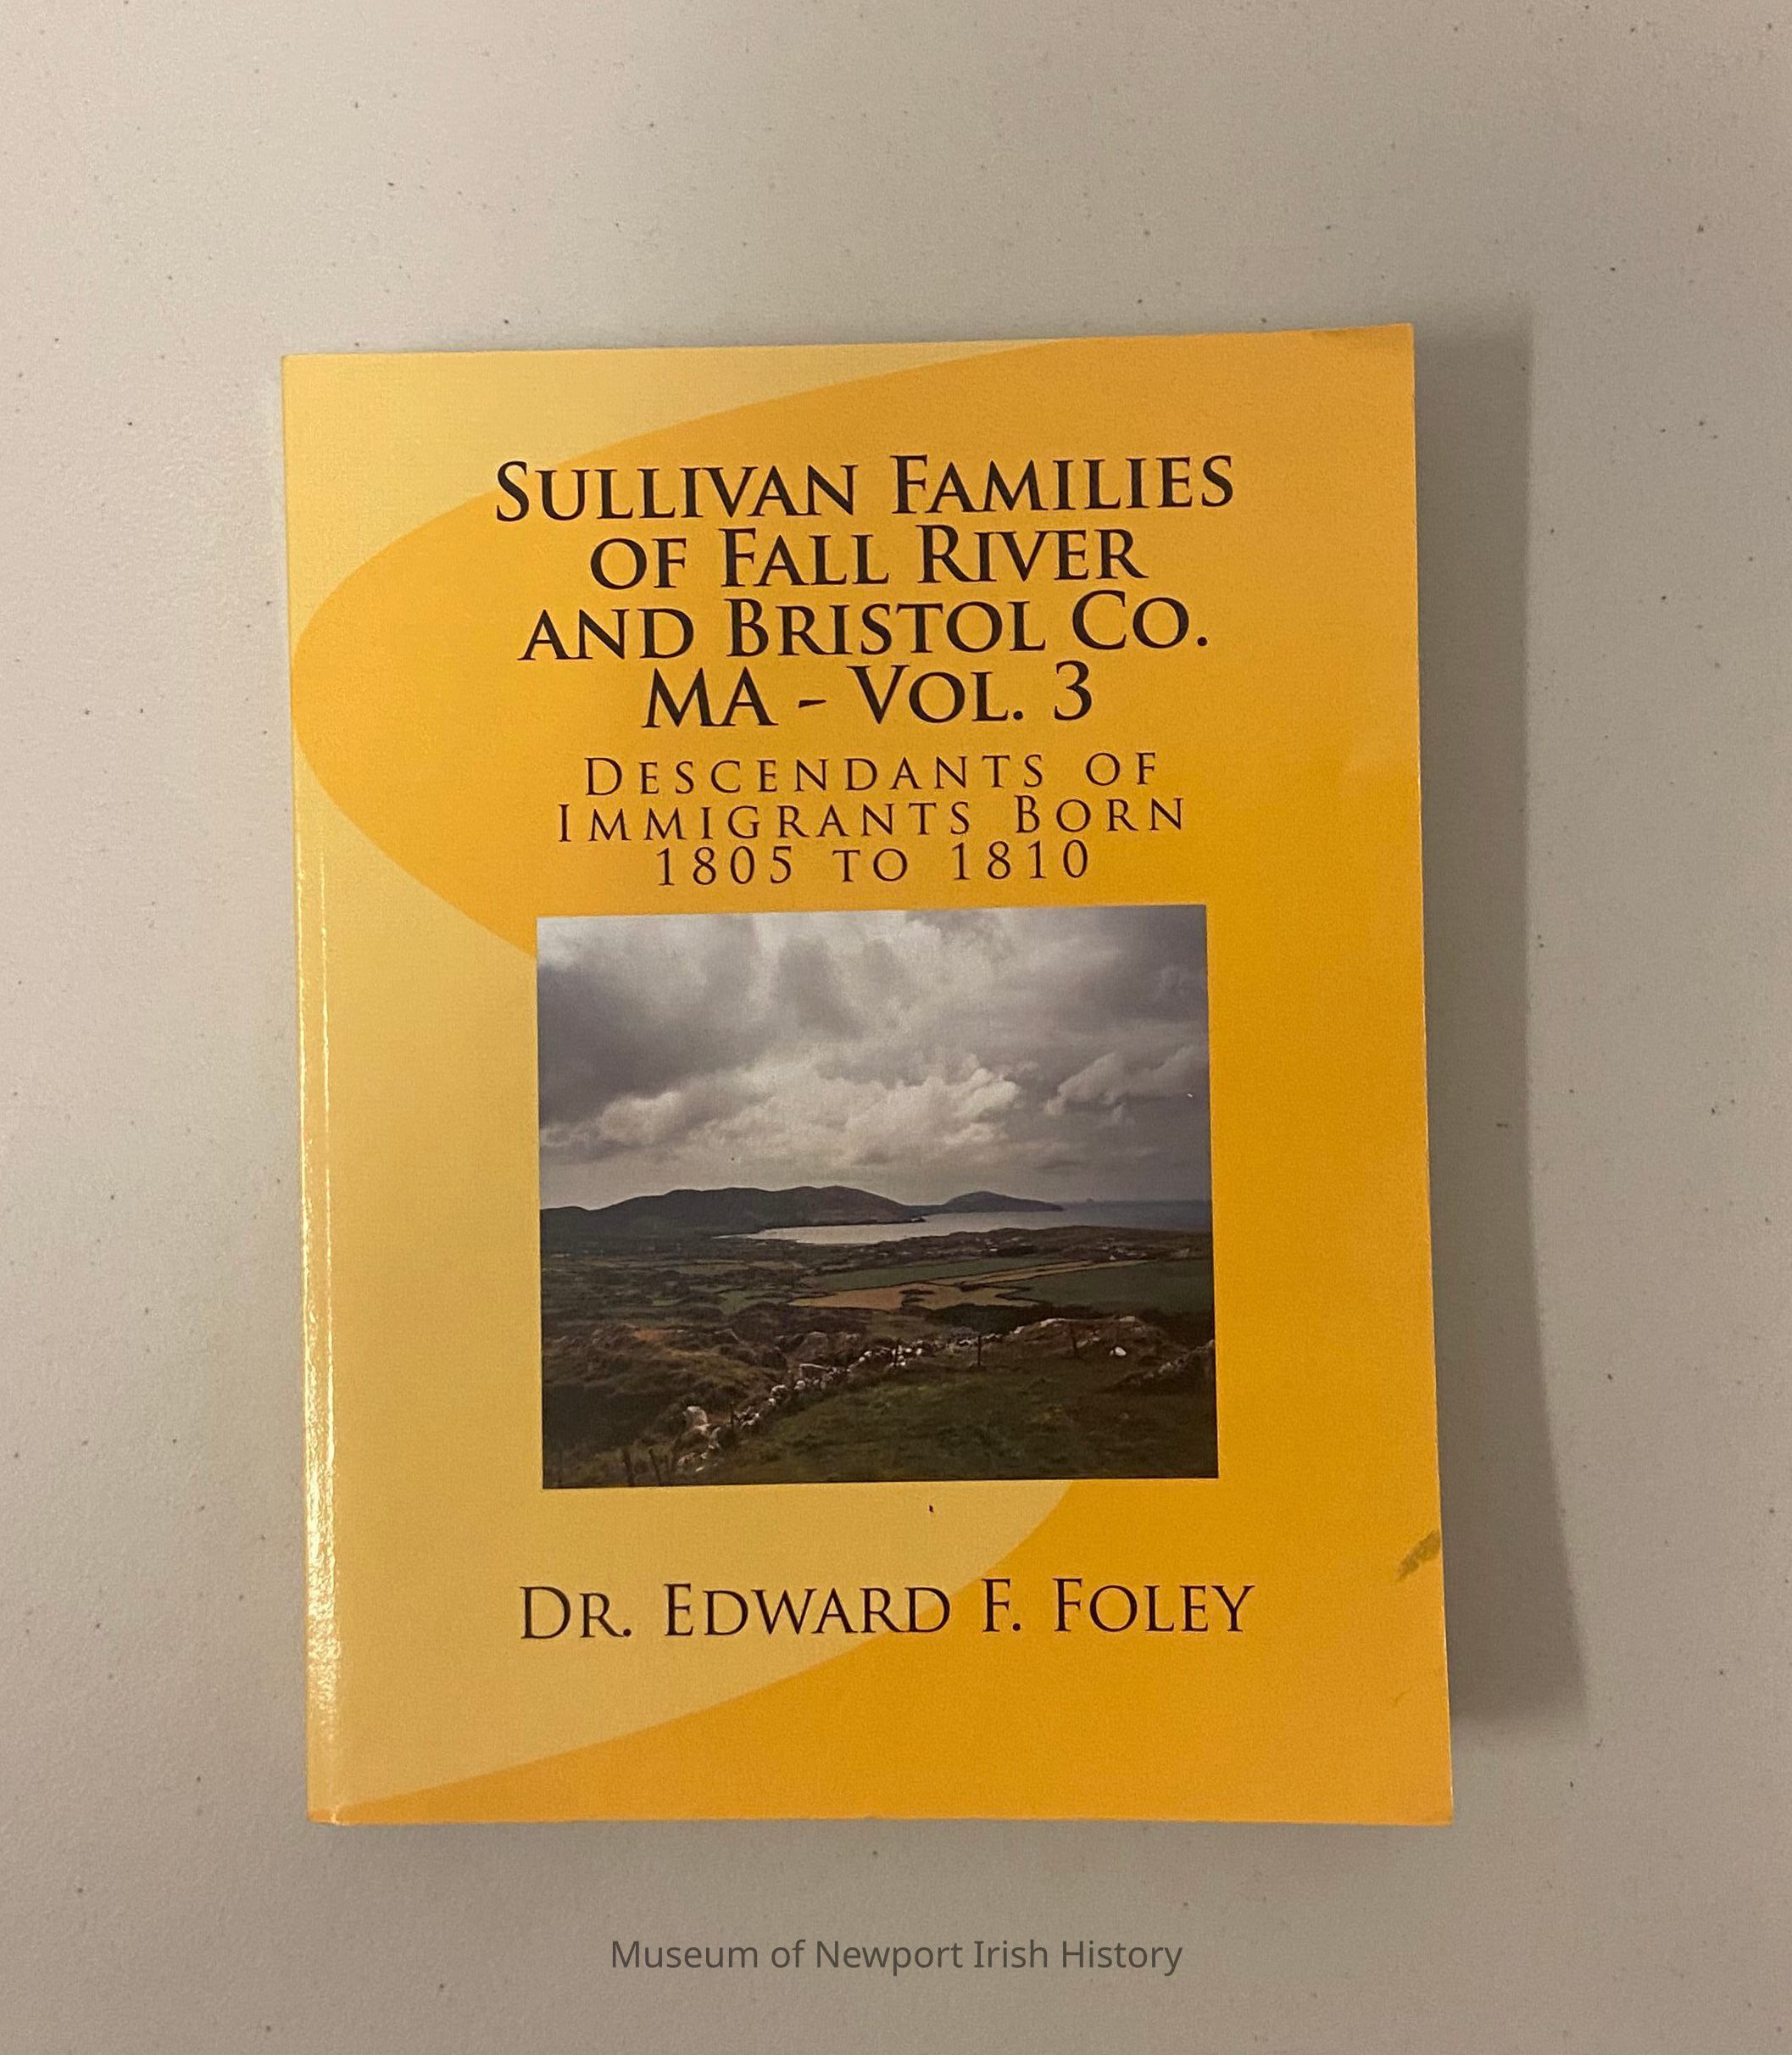 Sullivan Families
of Fall River
and Bristol Co.
MA - Vol. 3
Descendants of
Immigrants Born
1805 to 1810
Dr. Edward F. Foley
Museum of Newport Irish History